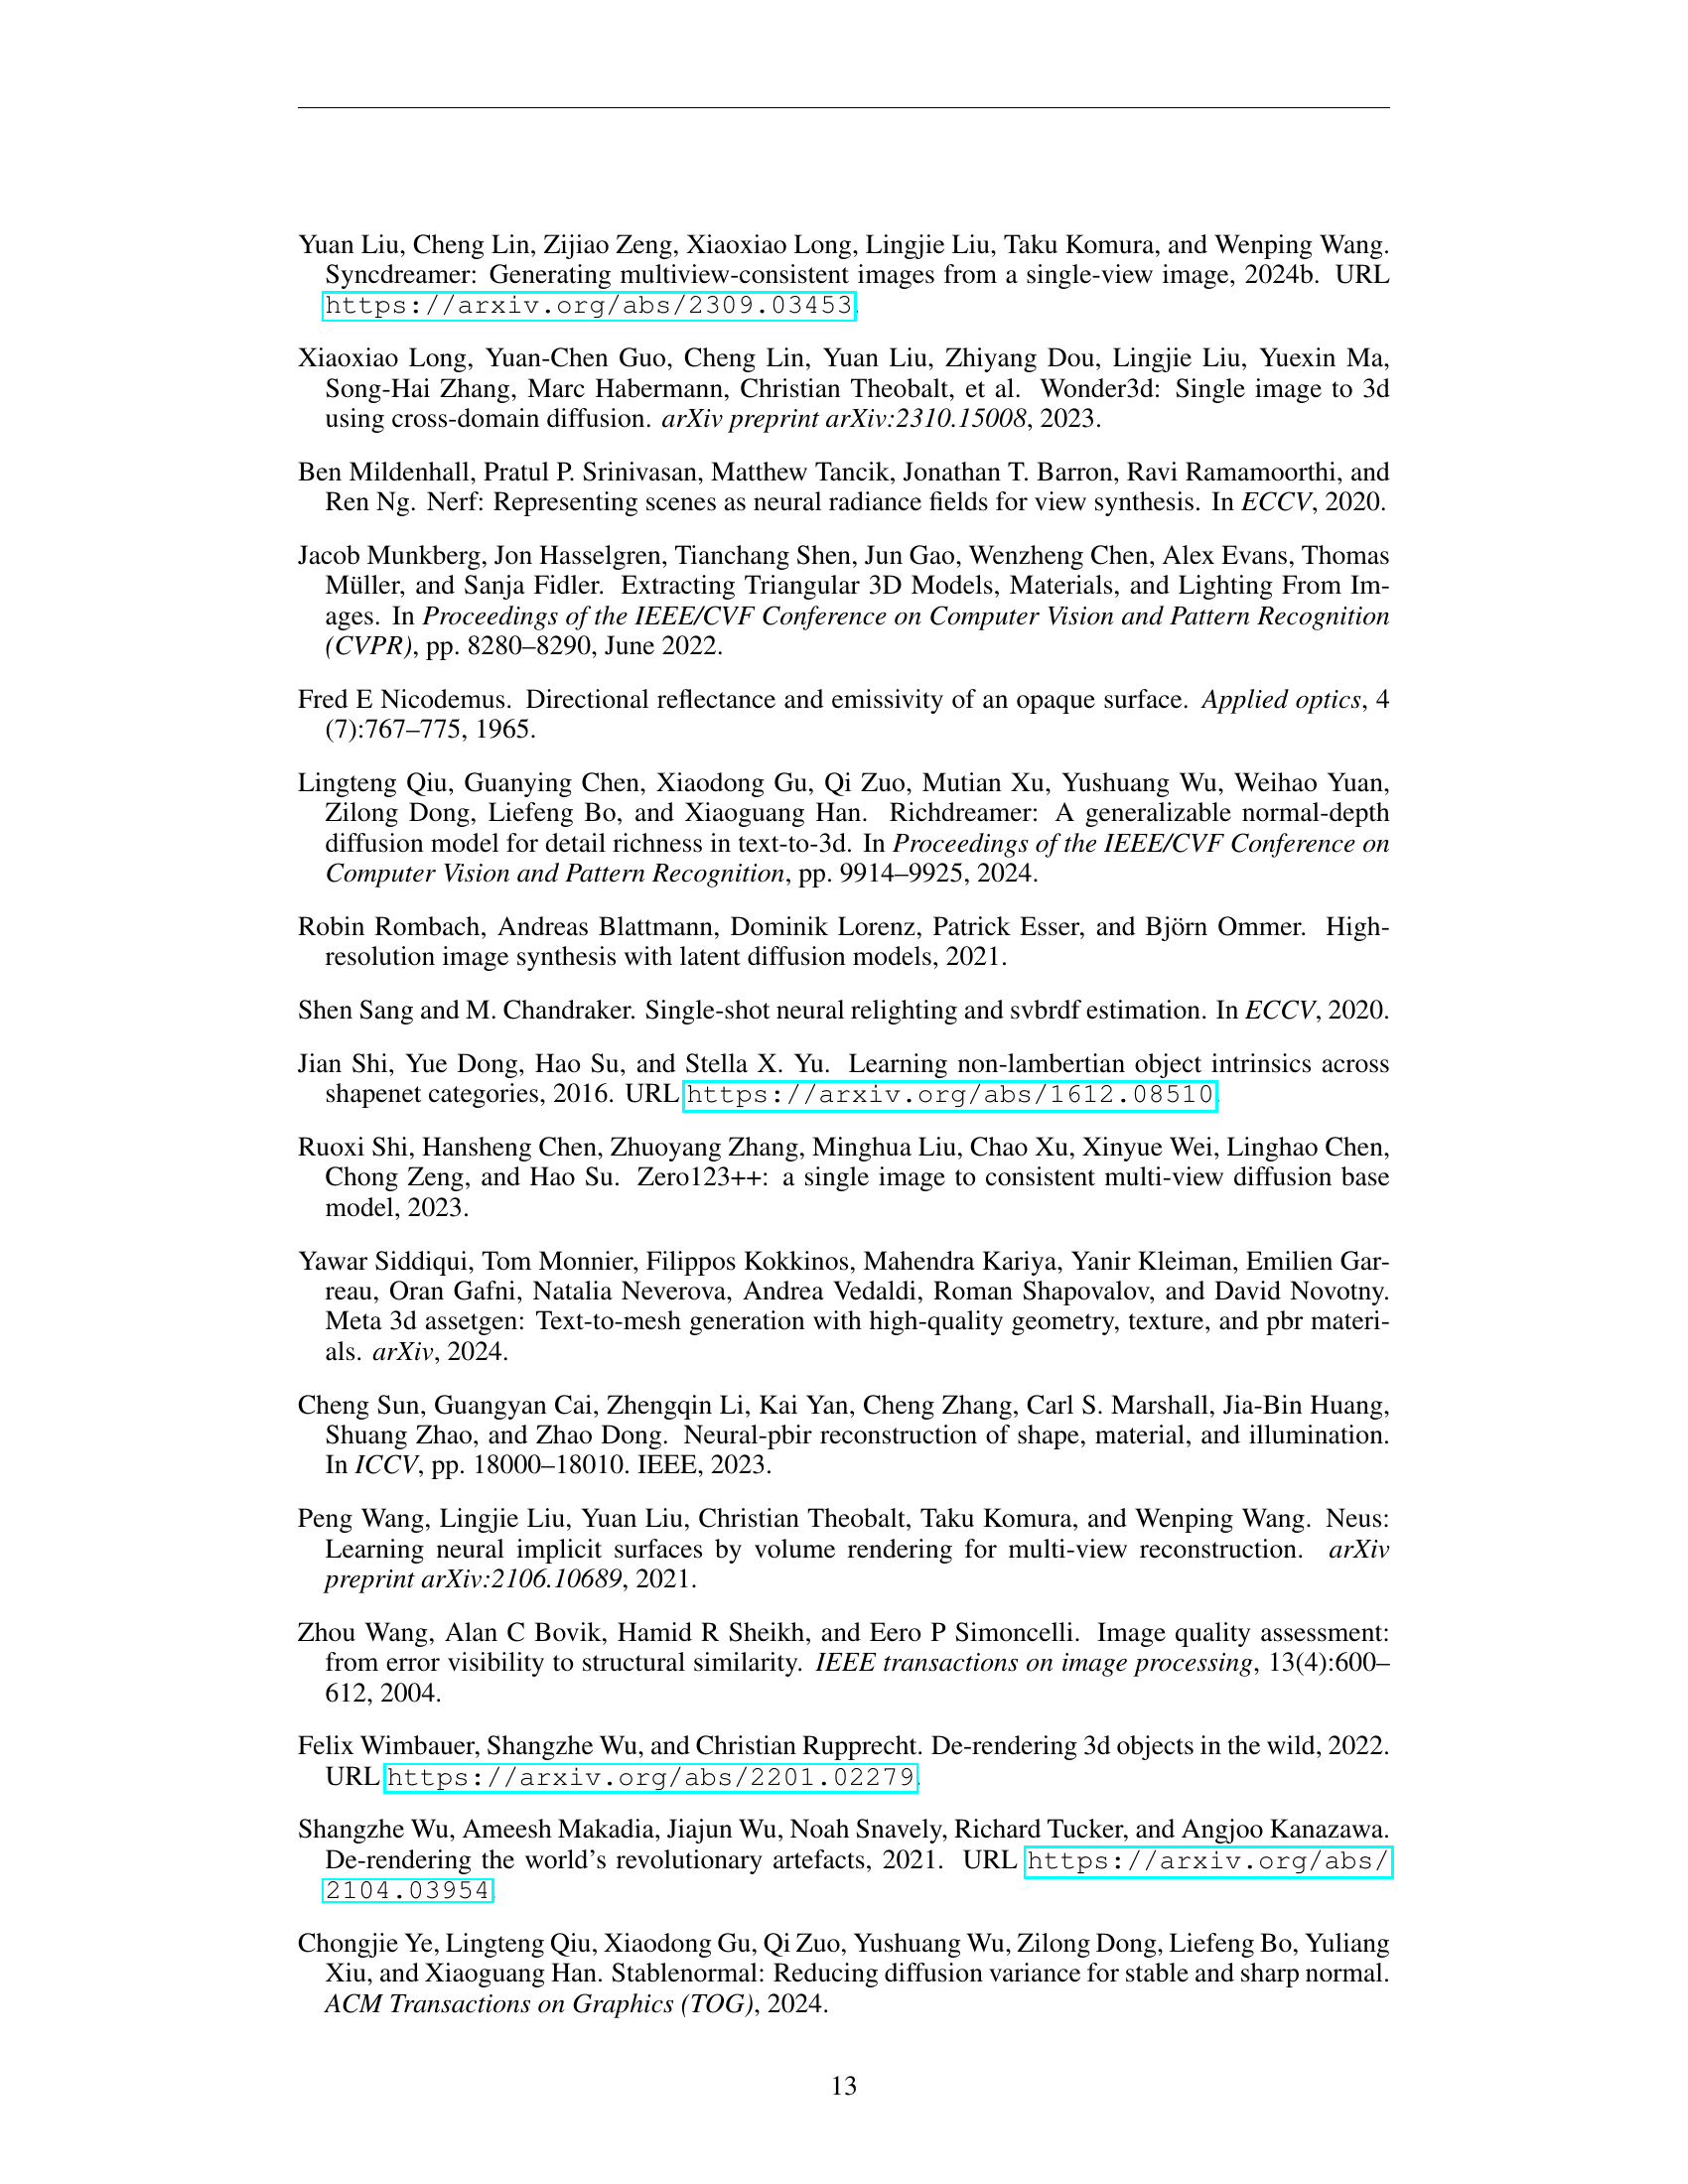 Yuan Liu, Cheng Lin, Zijiao Zeng, Xiaoxiao Long, Lingjie Liu, Taku Komura, and Wenping Wang.
Syncdreamer: Generating multiview-consistent images from a single-view image, 2024b. URL
https://arxiv.org/abs/2309.03453.
Xiaoxiao Long, Yuan-Chen Guo, Cheng Lin, Yuan Liu, Zhiyang Dou, Lingjie Liu, Yuexin Ma,
Song-Hai Zhang, Marc Habermann, Christian Theobalt, et al. Wonder3d: Single image to 3d
using cross-domain diffusion. arXiv preprint arXiv:2310.15008, 2023.
Ben Mildenhall, Pratul P. Srinivasan, Matthew Tancik, Jonathan T. Barron, Ravi Ramamoorthi, and
Ren Ng. Nerf: Representing scenes as neural radiance fields for view synthesis. In ECCV, 2020.
Jacob Munkberg, Jon Hasselgren, Tianchang Shen, Jun Gao, Wenzheng Chen, Alex Evans, Thomas
Müller, and Sanja Fidler. Extracting Triangular 3D Models, Materials, and Lighting From Im-
ages. In Proceedings of the IEEE/CVF Conference on Computer Vision and Pattern Recognition
(CVPR), pp. 8280–8290, June 2022.
Fred E Nicodemus. Directional reflectance and emissivity of an opaque surface. Applied optics, 4
(7):767–775, 1965.
Lingteng Qiu, Guanying Chen, Xiaodong Gu, Qi Zuo, Mutian Xu, Yushuang Wu, Weihao Yuan,
Zilong Dong, Liefeng Bo, and Xiaoguang Han. Richdreamer: A generalizable normal-depth
diffusion model for detail richness in text-to-3d. In Proceedings of the IEEE/CVF Conference on
Computer Vision and Pattern Recognition, pp. 9914–9925, 2024.
Robin Rombach, Andreas Blattmann, Dominik Lorenz, Patrick Esser, and Björn Ommer. High-
resolution image synthesis with latent diffusion models, 2021.
Shen Sang and M. Chandraker. Single-shot neural relighting and svbrdf estimation. In ECCV, 2020.
Jian Shi, Yue Dong, Hao Su, and Stella X. Yu. Learning non-lambertian object intrinsics across
shapenet categories, 2016. URL https://arxiv.org/abs/1612.08510.
Ruoxi Shi, Hansheng Chen, Zhuoyang Zhang, Minghua Liu, Chao Xu, Xinyue Wei, Linghao Chen,
Chong Zeng, and Hao Su. Zero123++: a single image to consistent multi-view diffusion base
model, 2023.
Yawar Siddiqui, Tom Monnier, Filippos Kokkinos, Mahendra Kariya, Yanir Kleiman, Emilien Gar-
reau, Oran Gafni, Natalia Neverova, Andrea Vedaldi, Roman Shapovalov, and David Novotny.
Meta 3d assetgen: Text-to-mesh generation with high-quality geometry, texture, and pbr materi-
als. arXiv, 2024.
Cheng Sun, Guangyan Cai, Zhengqin Li, Kai Yan, Cheng Zhang, Carl S. Marshall, Jia-Bin Huang,
Shuang Zhao, and Zhao Dong. Neural-pbir reconstruction of shape, material, and illumination.
In ICCV, pp. 18000–18010. IEEE, 2023.
Peng Wang, Lingjie Liu, Yuan Liu, Christian Theobalt, Taku Komura, and Wenping Wang. Neus:
Learning neural implicit surfaces by volume rendering for multi-view reconstruction. arXiv
preprint arXiv:2106.10689, 2021.
Zhou Wang, Alan C Bovik, Hamid R Sheikh, and Eero P Simoncelli. Image quality assessment:
from error visibility to structural similarity. IEEE transactions on image processing, 13(4):600–
612, 2004.
Felix Wimbauer, Shangzhe Wu, and Christian Rupprecht. De-rendering 3d objects in the wild, 2022.
URL https://arxiv.org/abs/2201.02279.
Shangzhe Wu, Ameesh Makadia, Jiajun Wu, Noah Snavely, Richard Tucker, and Angjoo Kanazawa.
De-rendering the world's revolutionary artefacts, 2021. URL https://arxiv.org/abs/
2104.03954.
Chongjie Ye, Lingteng Qiu, Xiaodong Gu, Qi Zuo, Yushuang Wu, Zilong Dong, Liefeng Bo, Yuliang
Xiu, and Xiaoguang Han. Stablenormal: Reducing diffusion variance for stable and sharp normal.
ACM Transactions on Graphics (TOG), 2024.
13